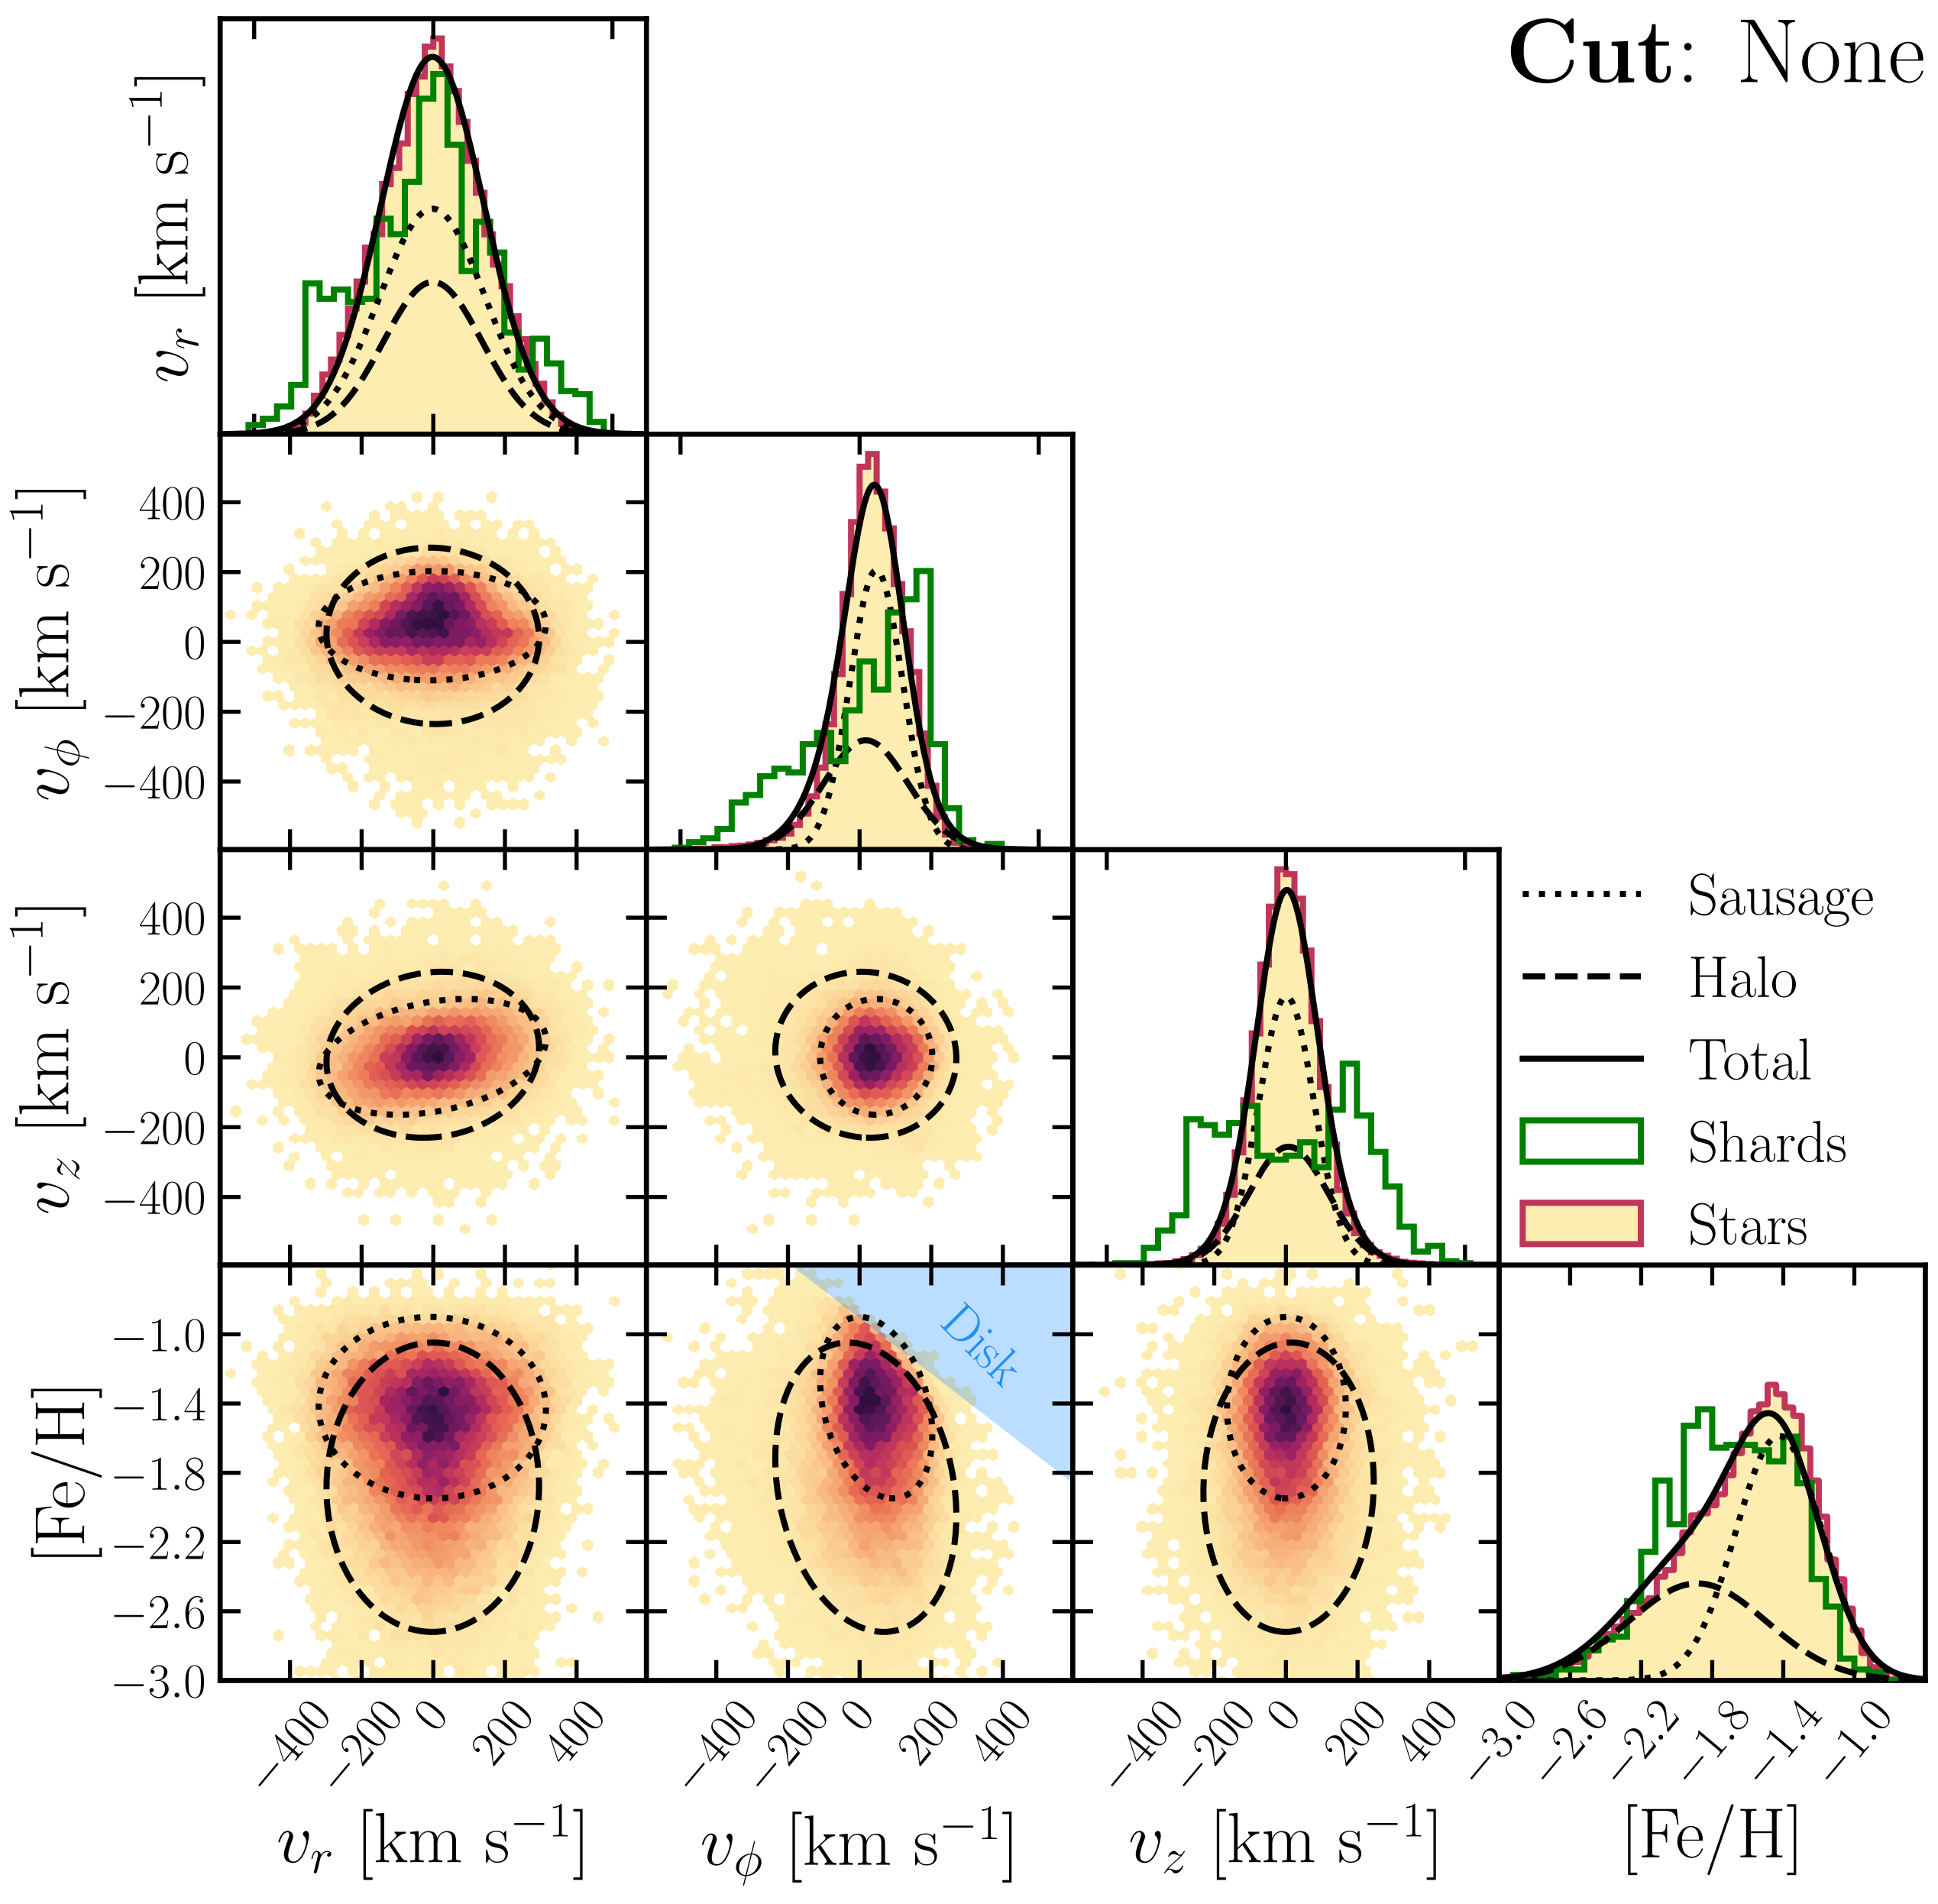 Cut: None
v_r [km s⁻¹]
v_ϕ [km s⁻¹]
400
200
0
−200
−400
v_z [km s⁻¹]
400
200
0
−200
−400
Sausage
Halo
Total
Shards
Stars
[Fe/H]
−1.0
−1.4
−1.8
−2.2
−2.6
−3.0
Disk
−400 −200 0 200 400
−400 −200 0 200 400
−400 −200 0 200 400
−3.0 −2.6 −2.2 −1.8 −1.4 −1.0
v_r [km s⁻¹]
v_ϕ [km s⁻¹]
v_z [km s⁻¹]
[Fe/H]